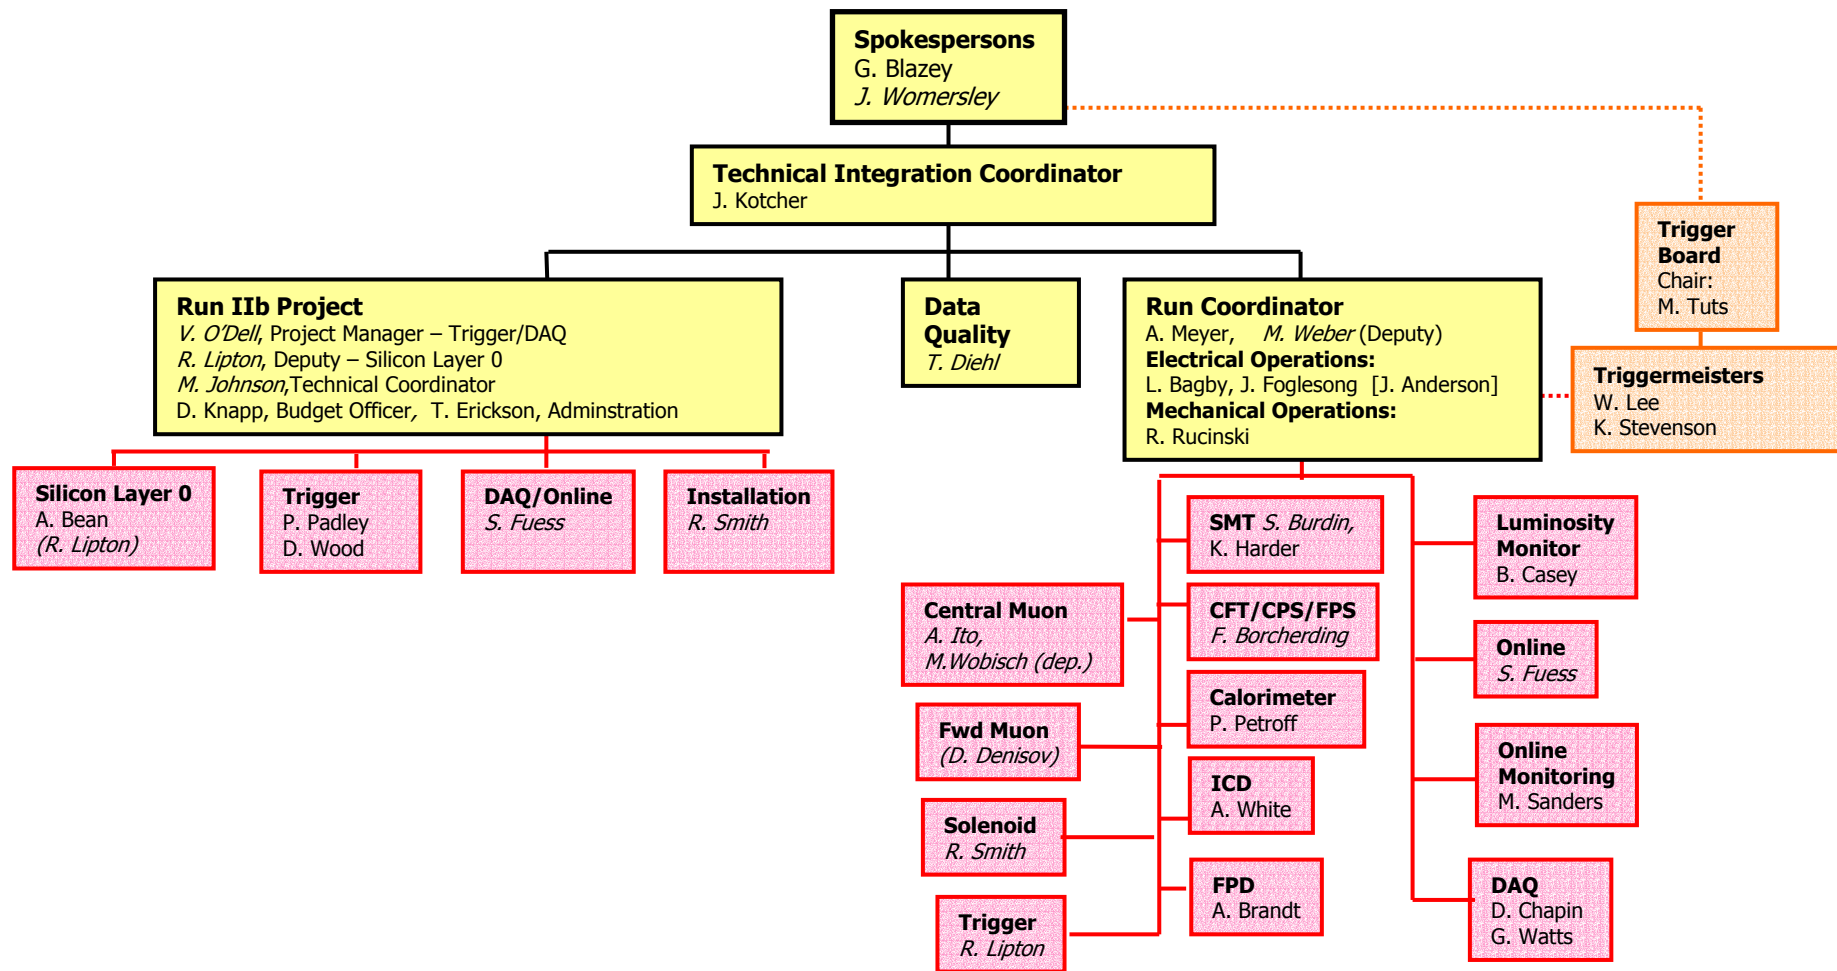 Spokespersons
G. Blazey
J. Womersley
Technical Integration Coordinator
J. Kotcher
Trigger
Board
Chair:
M. Tuts
Run IIb Project
V. O'Dell, Project Manager – Trigger/DAQ
R. Lipton, Deputy – Silicon Layer 0
M. Johnson,Technical Coordinator
D. Knapp, Budget Officer, T. Erickson, Adminstration
Data
Quality
T. Diehl
Run Coordinator
A. Meyer, M. Weber (Deputy)
Electrical Operations:
L. Bagby, J. Foglesong [J. Anderson]
Mechanical Operations:
R. Rucinski
Triggermeisters
W. Lee
K. Stevenson
Silicon Layer 0
A. Bean
(R. Lipton)
Trigger
P. Padley
D. Wood
DAQ/Online
S. Fuess
Installation
R. Smith
SMT S. Burdin,
K. Harder
Luminosity
Monitor
B. Casey
Central Muon
A. Ito,
M.Wobisch (dep.)
CFT/CPS/FPS
F. Borcherding
Online
S. Fuess
Fwd Muon
(D. Denisov)
Calorimeter
P. Petroff
Online
Monitoring
M. Sanders
Solenoid
R. Smith
ICD
A. White
Trigger
R. Lipton
FPD
A. Brandt
DAQ
D. Chapin
G. Watts